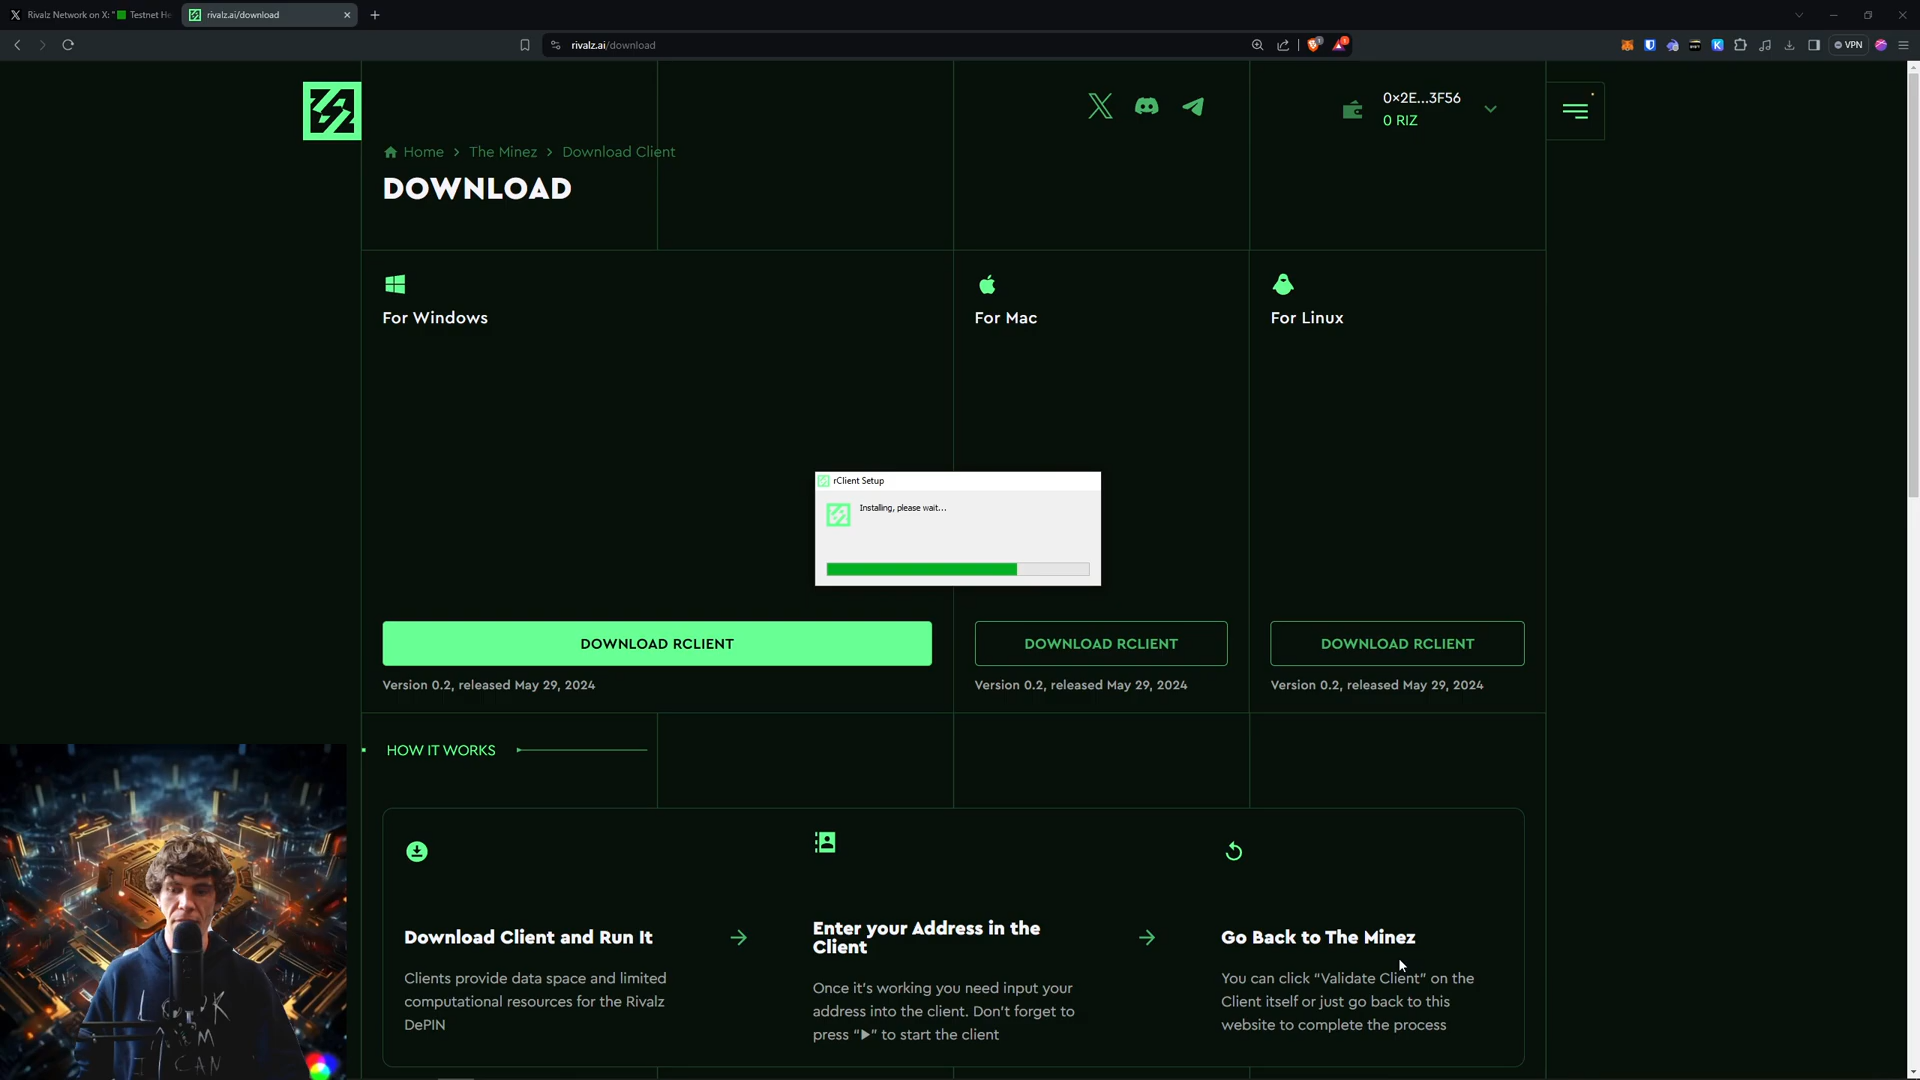 Rivalz Network on X: " Testnet He
rivalz.ai/download
rivalz.ai/download
VPN
0×2E...3F56
0 RIZ
Home > The Minez > Download Client
DOWNLOAD
For Windows
For Mac
For Linux
rClient Setup
Installing, please wait...
DOWNLOAD RCLIENT
DOWNLOAD RCLIENT
DOWNLOAD RCLIENT
Version 0.2, released May 29, 2024
Version 0.2, released May 29, 2024
Version 0.2, released May 29, 2024
HOW IT WORKS
Download Client and Run It
Clients provide data space and limited
computational resources for the Rivalz
DePIN
Enter your Address in the
Client
Once it's working you need input your
address into the client. Don't forget to
press "▶" to start the client
Go Back to The Minez
You can click "Validate Client" on the
Client itself or just go back to this
website to complete the process
I CAN